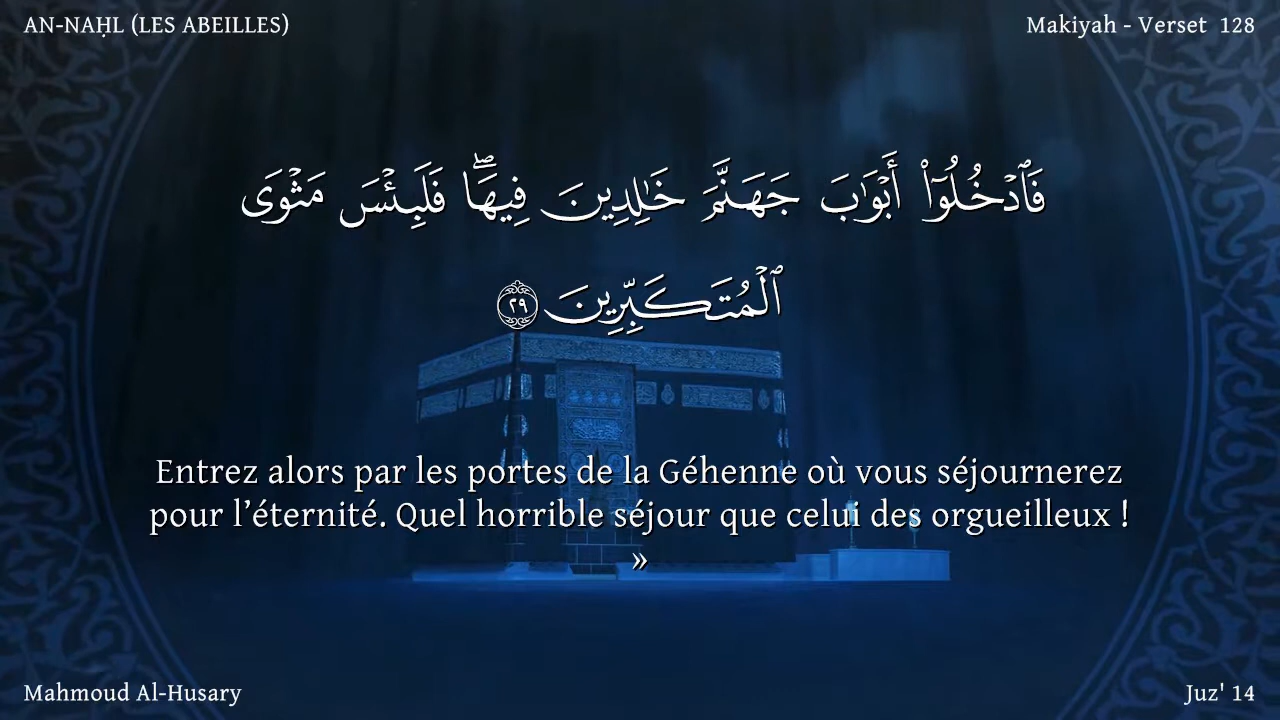 AN-NAḤL (LES ABEILLES)
Makiyah - Verset 128
فَٱدْخُلُوٓا۟ أَبْوَٰبَ جَهَنَّمَ خَٰلِدِينَ فِيهَا ۖ فَلَبِئْسَ مَثْوَى
ٱلْمُتَكَبِّرِينَ ٢٩
Entrez alors par les portes de la Géhenne où vous séjournerez
pour l’éternité. Quel horrible séjour que celui des orgueilleux !
»
Mahmoud Al-Husary
Juz' 14